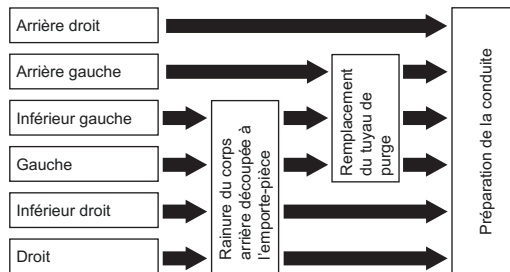 Arrière droit
Arrière gauche
Inférieur gauche
Gauche
Inférieur droit
Droit
Rainure du corps
arrière découpée à
l'emporte-pièce
Remplacement
du tuyau de
purge
Préparation de la conduite